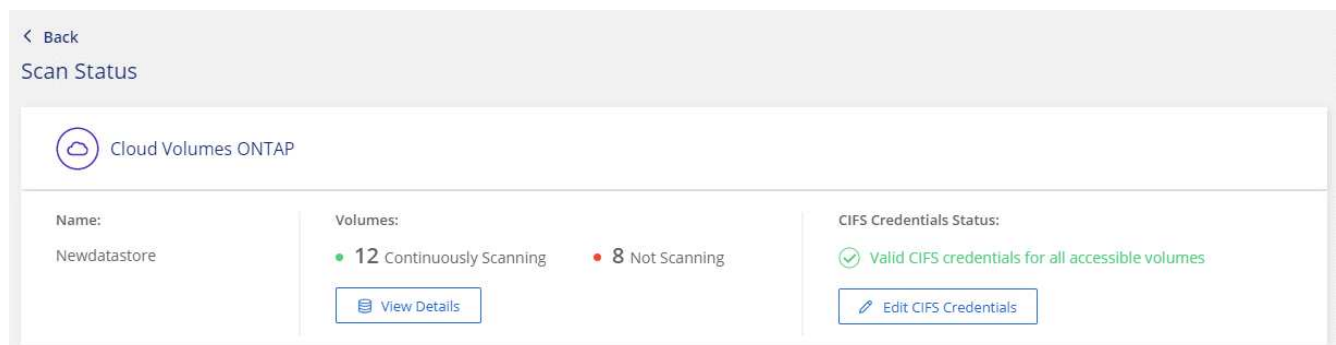 Back
Scan Status
Cloud Volumes ONTAP
Name:
Newdatastore
Volumes:
12 Continuously Scanning
8 Not Scanning
View Details
CIFS Credentials Status:
Valid CIFS credentials for all accessible volumes
Edit CIFS Credentials